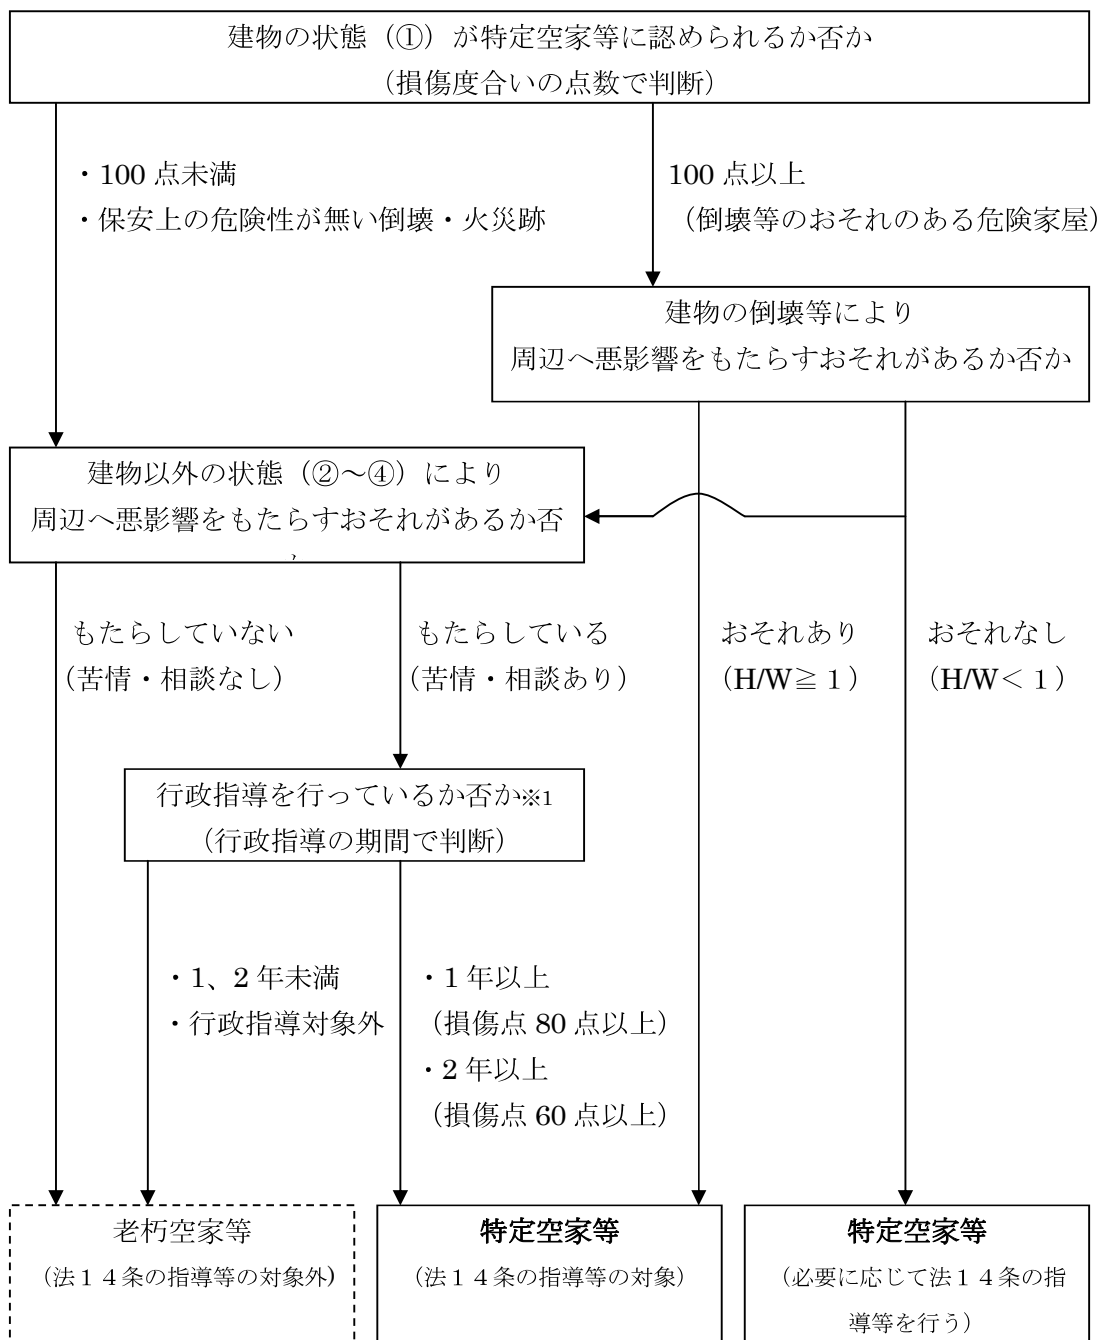 建物の状態（①）が特定空家等に認められるか否か
（損傷度合いの点数で判断）
・100 点未満
・保安上の危険性が無い倒壊・火災跡
100 点以上
（倒壊等のおそれのある危険家屋）
建物の倒壊等により
周辺へ悪影響をもたらすおそれがあるか否か
建物以外の状態（②～④）により
周辺へ悪影響をもたらすおそれがあるか否
もたらしていない
（苦情・相談なし）
もたらしている
（苦情・相談あり）
おそれあり
（H/W≧１）
おそれなし
（H/W＜１）
行政指導を行っているか否か※1
（行政指導の期間で判断）
・1、2 年未満
・行政指導対象外
・1 年以上
（損傷点 80 点以上）
・2 年以上
（損傷点 60 点以上）
老朽空家等
（法１４条の指導等の対象外）
特定空家等
（法１４条の指導等の対象）
特定空家等
（必要に応じて法１４条の指
導等を行う）